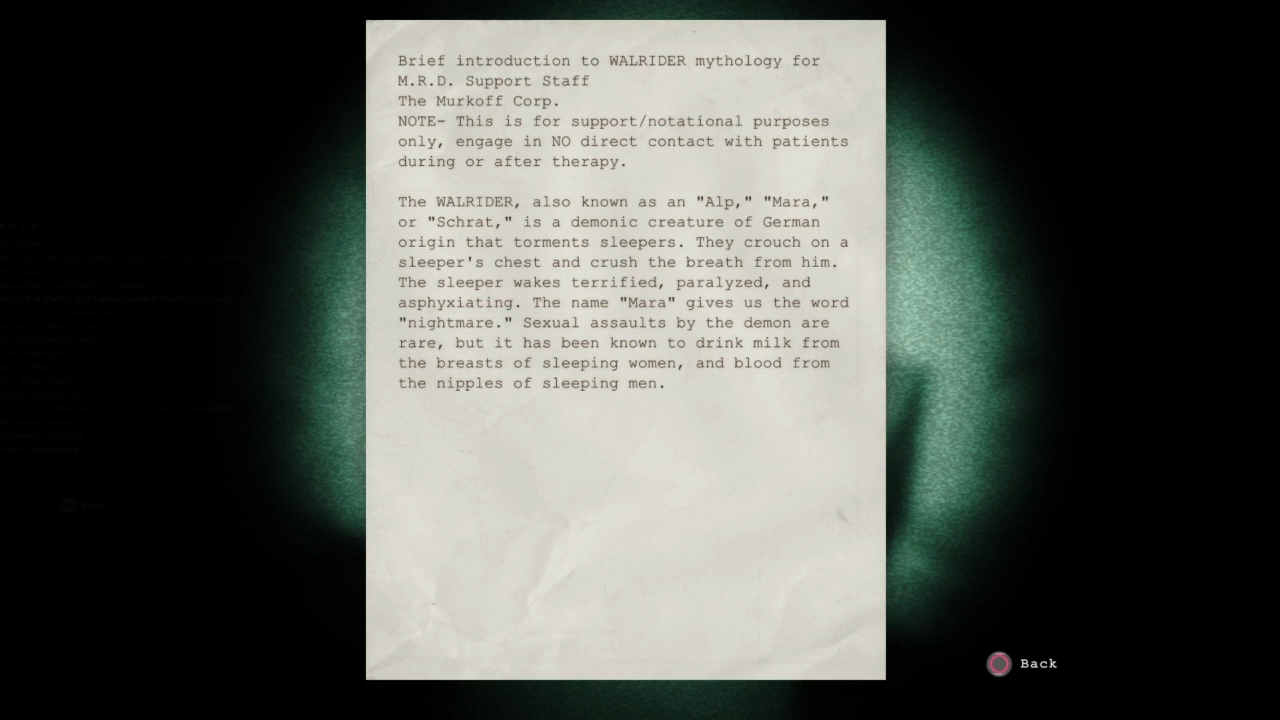 Brief introduction to WALRIDER mythology for
M.R.D. Support Staff
The Murkoff Corp.
NOTE- This is for support/notational purposes
only, engage in NO direct contact with patients
during or after therapy.
The WALRIDER, also known as an "Alp," "Mara,"
or "Schrat," is a demonic creature of German
origin that torments sleepers. They crouch on a
sleeper's chest and crush the breath from him.
The sleeper wakes terrified, paralyzed, and
asphyxiating. The name "Mara" gives us the word
"nightmare." Sexual assaults by the demon are
rare, but it has been known to drink milk from
the breasts of sleeping women, and blood from
the nipples of sleeping men.
Back